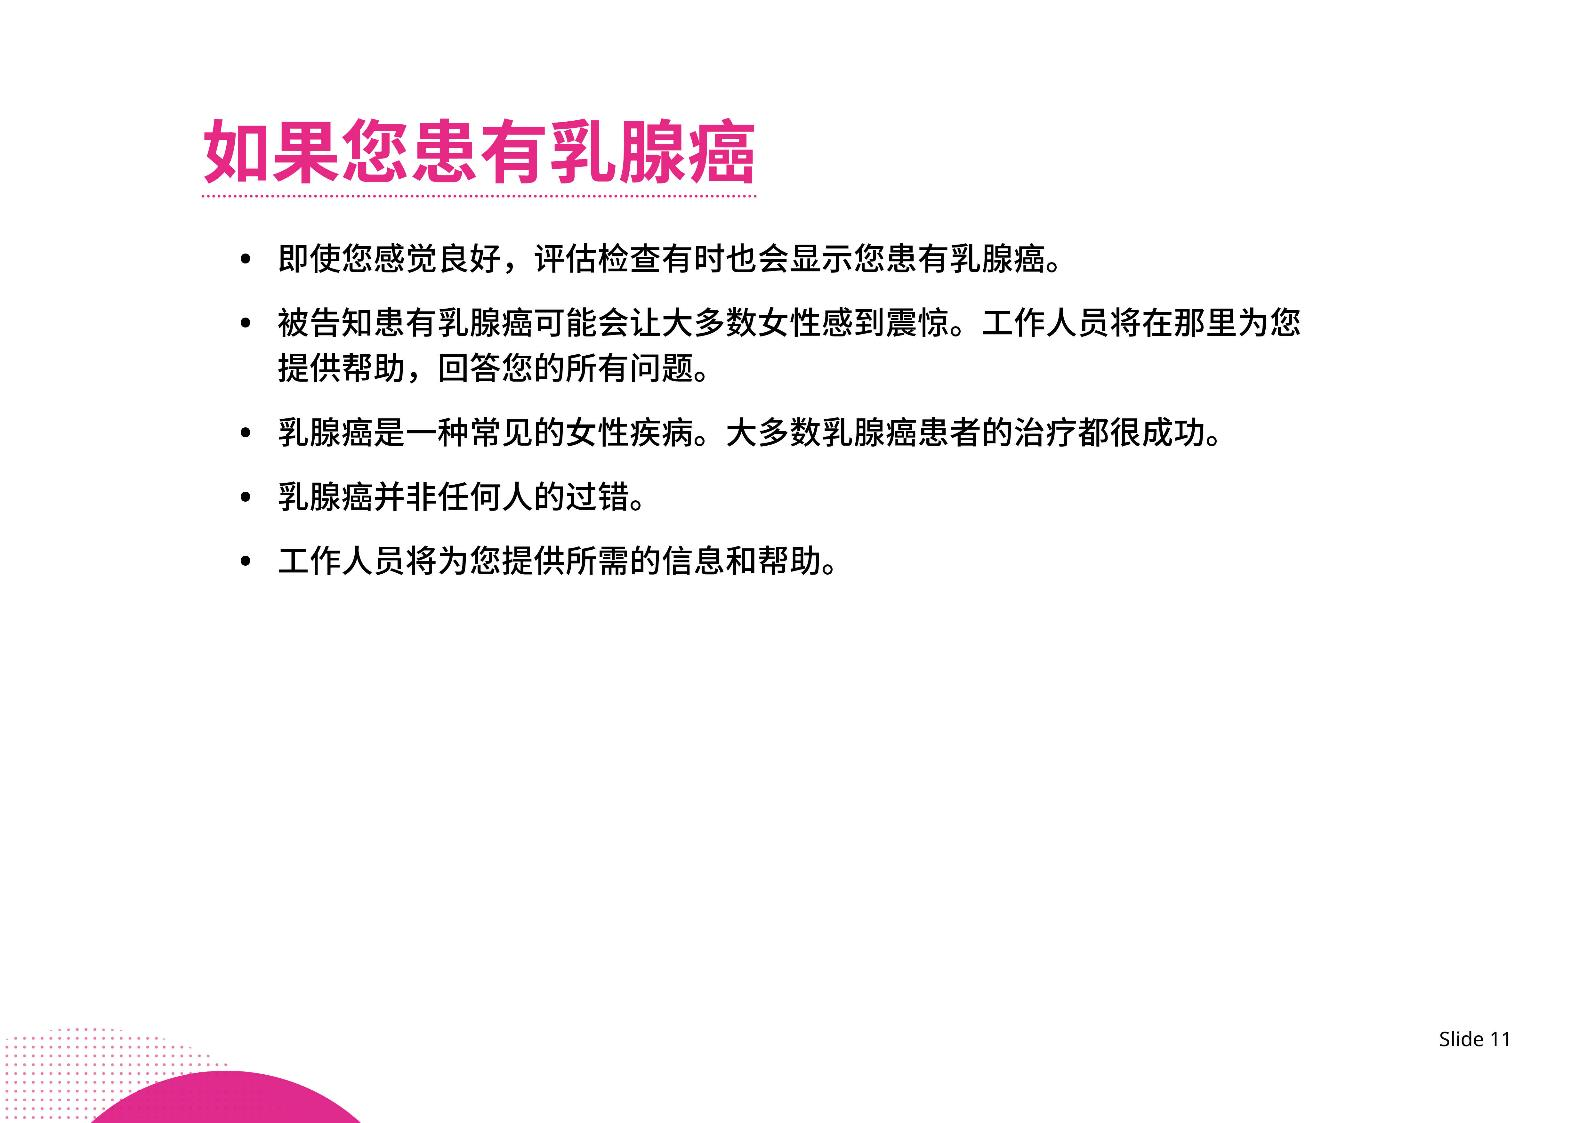 如果您患有乳腺癌
• 即使您感觉良好，评估检查有时也会显示您患有乳腺癌。
• 被告知患有乳腺癌可能会让大多数女性感到震惊。工作人员将在那里为您
提供帮助，回答您的所有问题。
• 乳腺癌是一种常见的女性疾病。大多数乳腺癌患者的治疗都很成功。
• 乳腺癌并非任何人的过错。
• 工作人员将为您提供所需的信息和帮助。
Slide 11